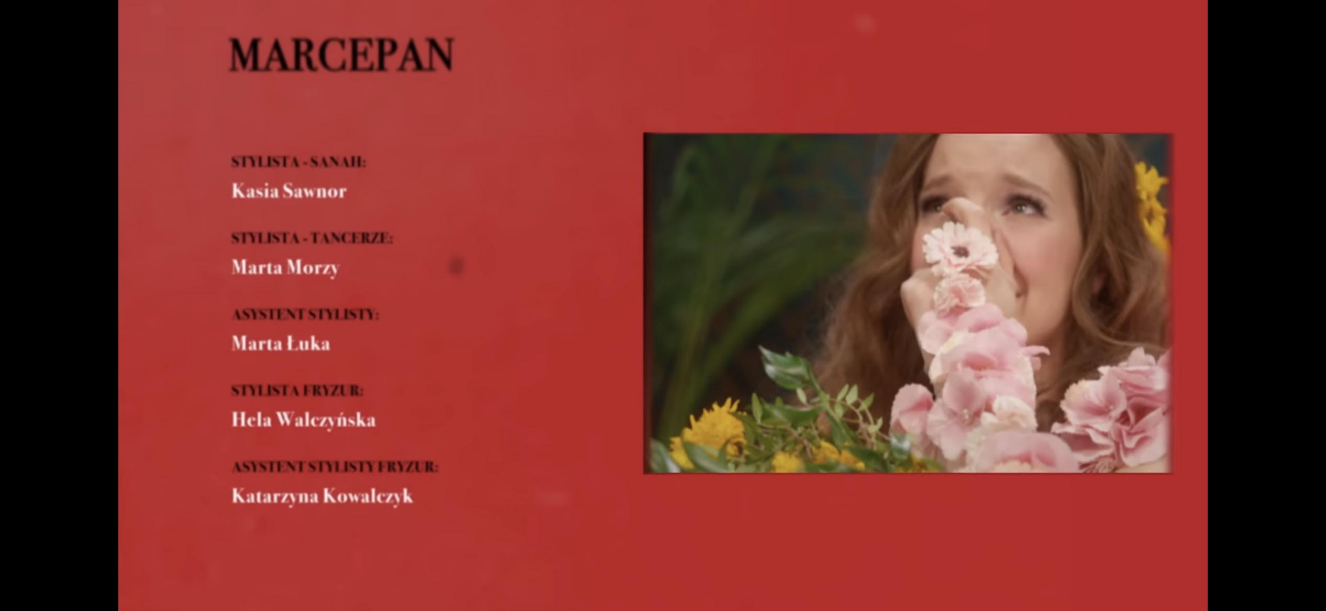 MARCEPAN
STYLISTA - SANAH:
Kasia Sawnor
STYLISTA - TANCERZE:
Marta Morzy
ASYSTENT STYLISTY:
Marta Łuka
STYLISTA FRYZUR:
Hela Walczyńska
ASYSTENT STYLISTY FRYZUR:
Katarzyna Kowalczyk